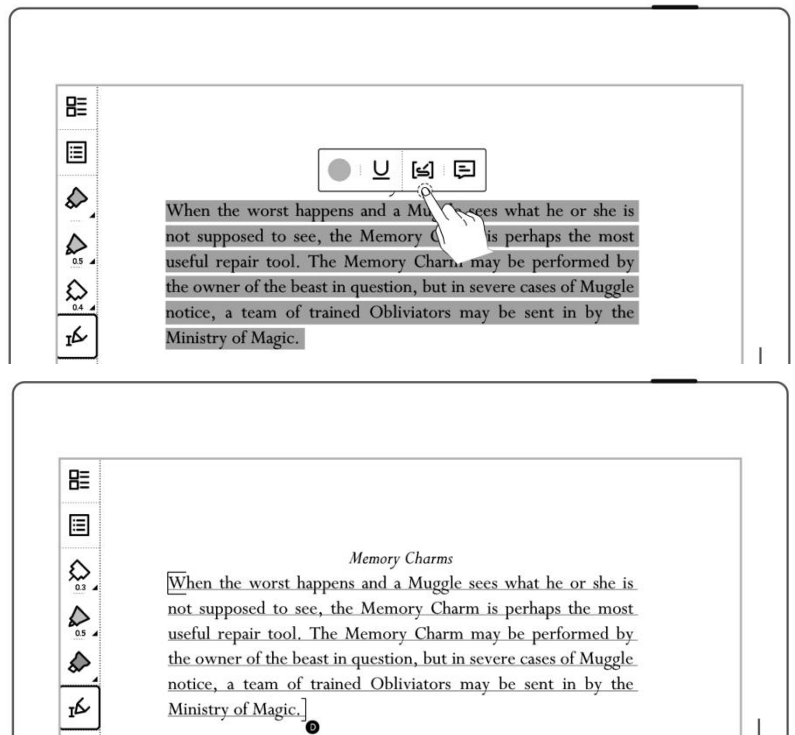 0.5
0.4
When the worst happens and a Muggle sees what he or she is
not supposed to see, the Memory is perhaps the most
useful repair tool. The Memory Charm may be performed by
the owner of the beast in question, but in severe cases of Muggle
notice, a team of trained Obliviators may be sent in by the
Ministry of Magic.
0.3
0.5
Memory Charms
When the worst happens and a Muggle sees what he or she is
not supposed to see, the Memory Charm is perhaps the most
useful repair tool. The Memory Charm may be performed by
the owner of the beast in question, but in severe cases of Muggle
notice, a team of trained Obliviators may be sent in by the
Ministry of Magic.
D